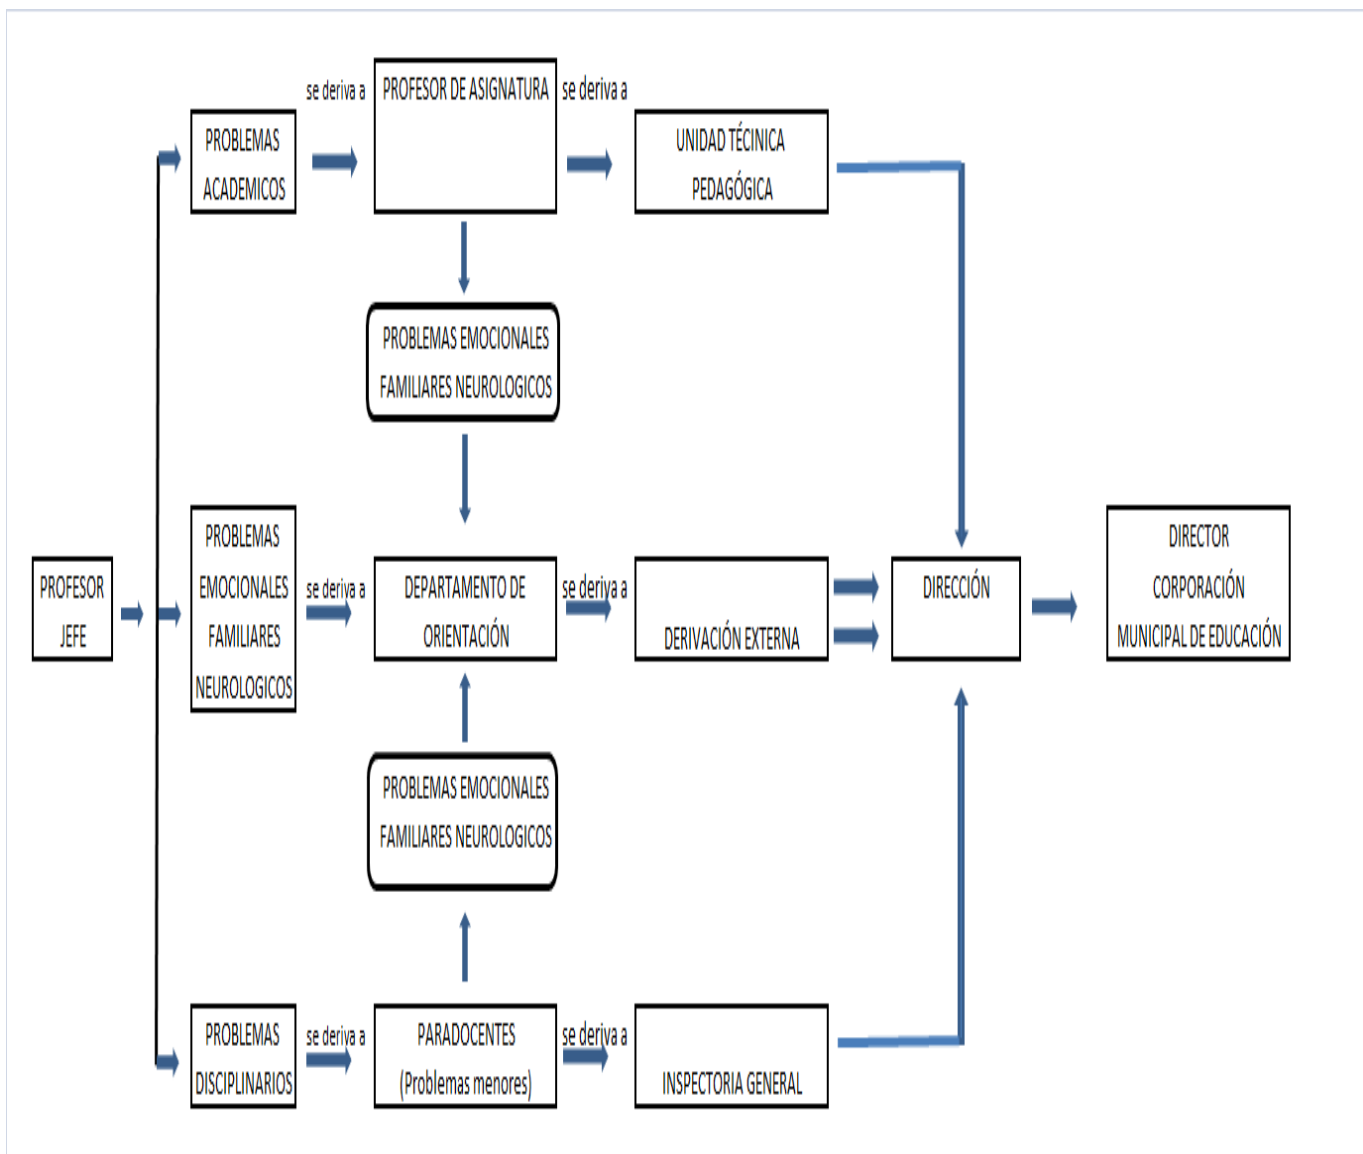 se deriva a
PROFESOR DE ASIGNATURA
se deriva a
PROBLEMAS
ACADEMICOS
UNIDAD TÉCINICA
PEDAGÓGICA
PROBLEMAS EMOCIONALES
FAMILIARES NEUROLOGICOS
PROFESOR
JEFE
PROBLEMAS
EMOCIONALES
FAMILIARES
NEUROLOGICOS
se deriva a
DEPARTAMENTO DE
ORIENTACIÓN
se deriva a
DERIVACIÓN EXTERNA
DIRECCIÓN
DIRECTOR
CORPORACIÓN
MUNICIPAL DE EDUCACIÓN
PROBLEMAS EMOCIONALES
FAMILIARES NEUROLOGICOS
PROBLEMAS
DISCIPLINARIOS
se deriva a
PARADOCENTES
(Problemas menores)
se deriva a
INSPECTORIA GENERAL